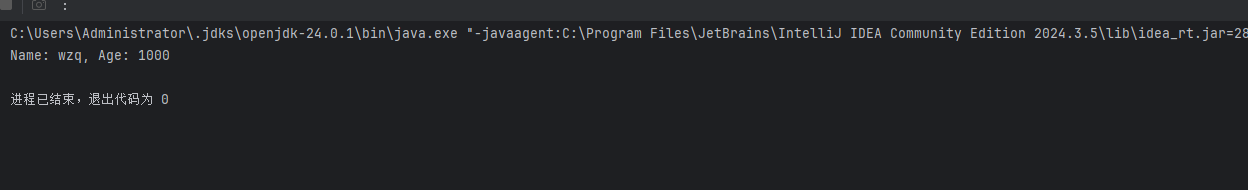 :
C:\Users\Administrator\.jdks\openjdk-24.0.1\bin\java.exe "-javaagent:C:\Program Files\JetBrains\IntelliJ IDEA Community Edition 2024.3.5\lib\idea_rt.jar=28
Name: wzq, Age: 1000
进程已结束，退出代码为 0